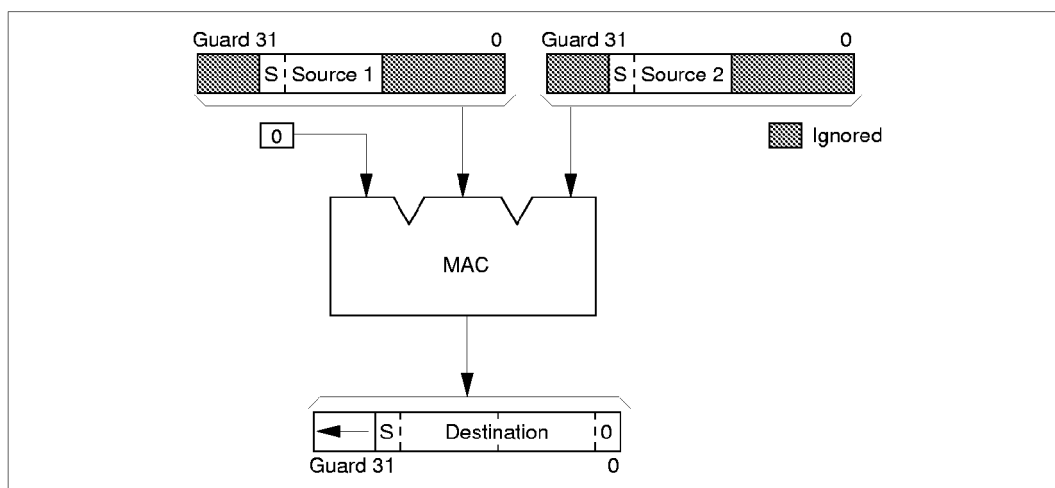 Guard 31 0 Guard 31 0
S Source 1 S Source 2
0 Ignored
MAC
S Destination 0
Guard 31 0